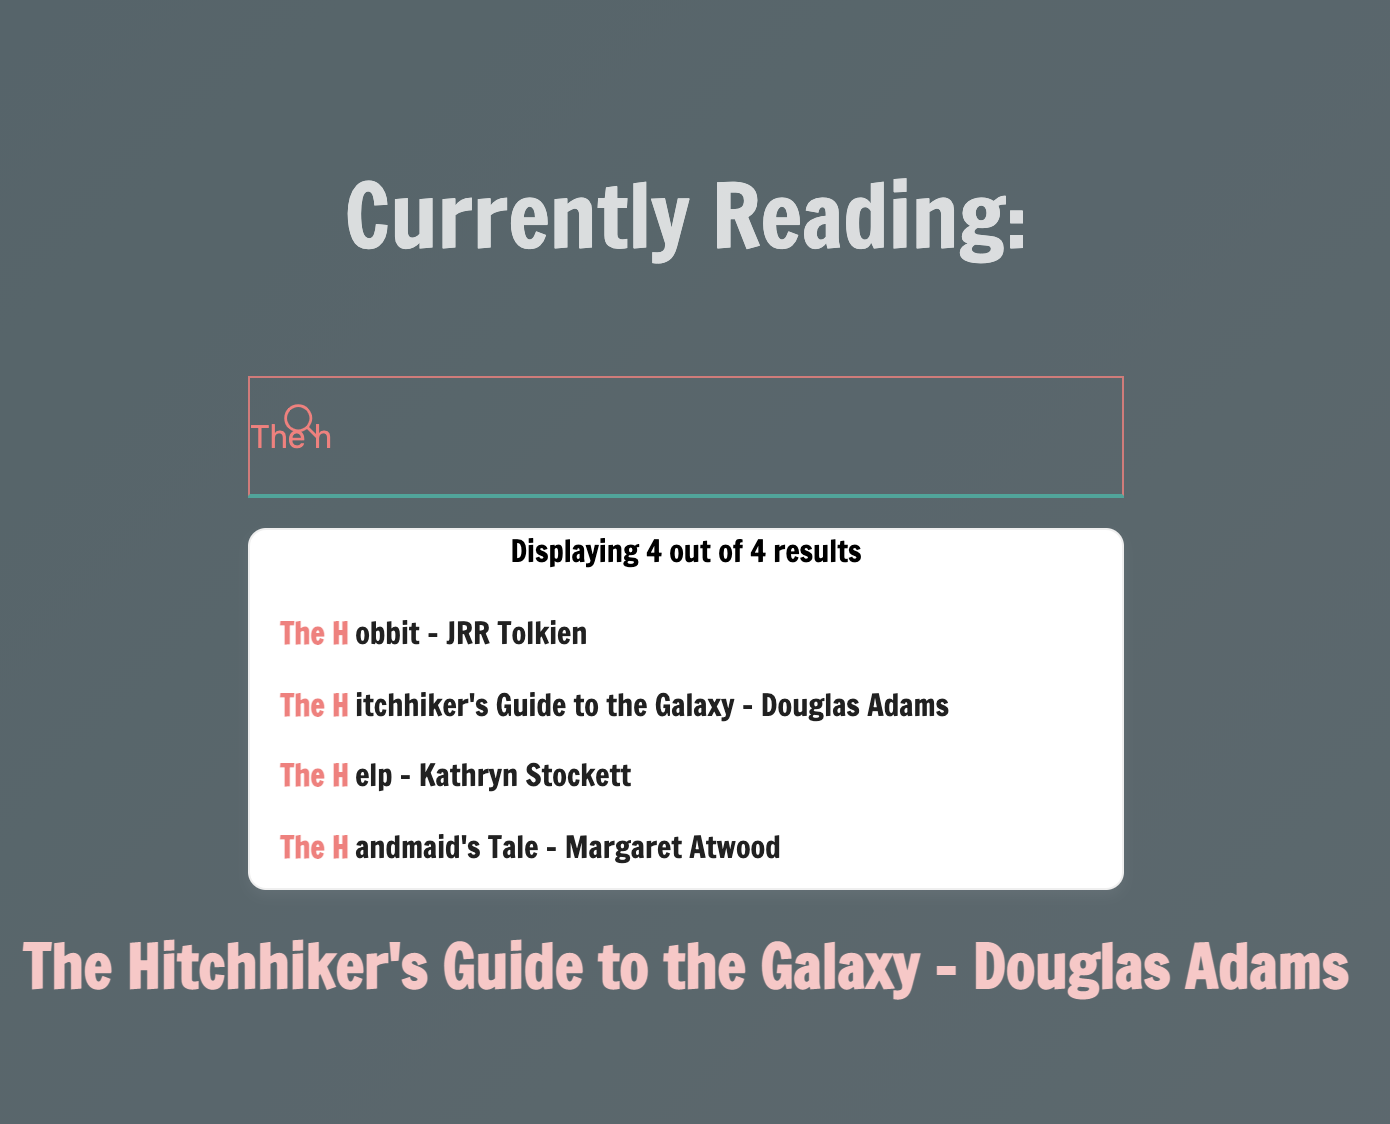 Currently Reading:
The h
Displaying 4 out of 4 results
The H obbit - JRR Tolkien
The H itchhiker's Guide to the Galaxy - Douglas Adams
The H elp - Kathryn Stockett
The H andmaid's Tale - Margaret Atwood
The Hitchhiker's Guide to the Galaxy - Douglas Adams